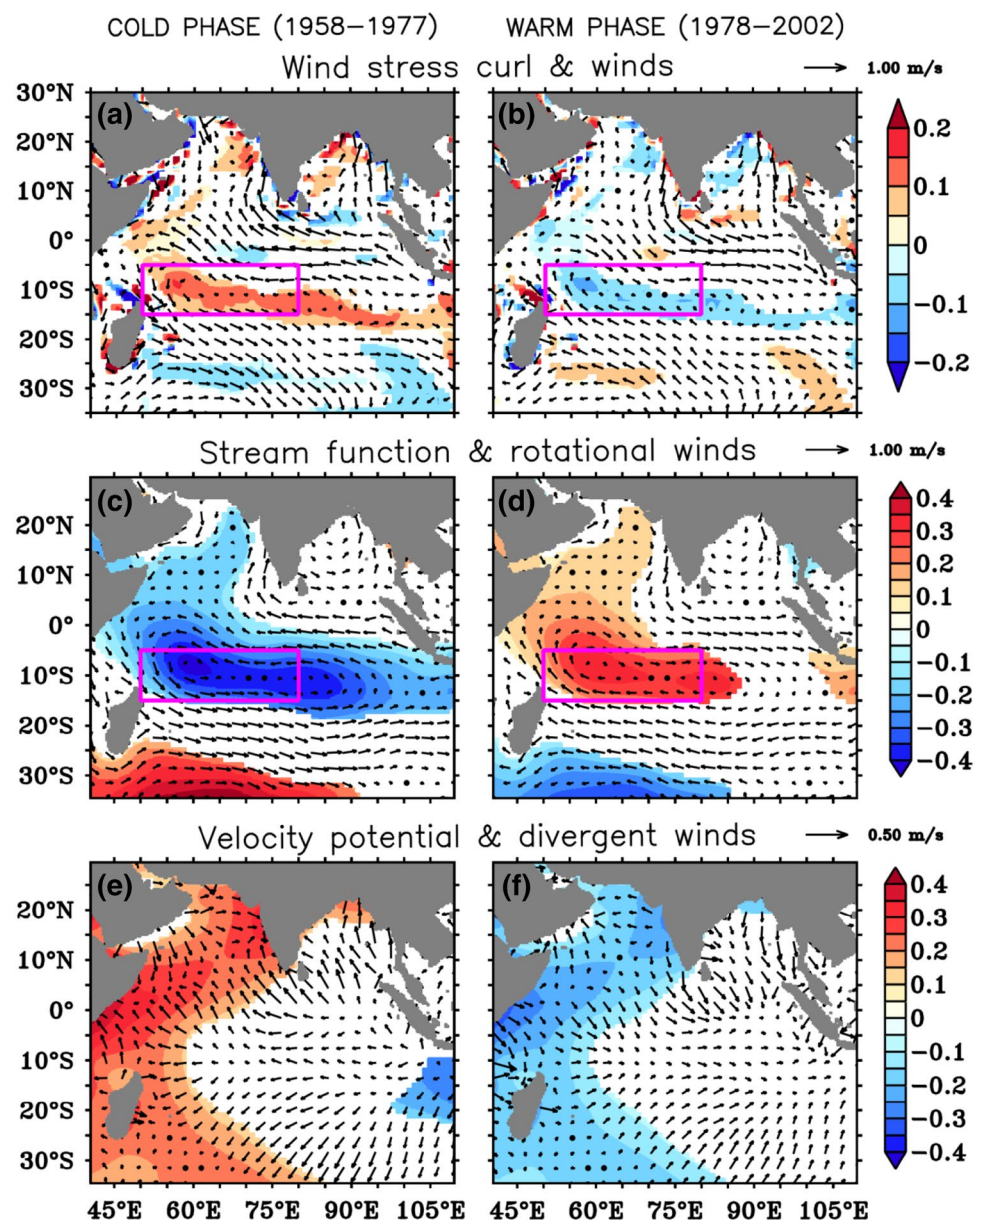 COLD PHASE (1958−1977) WARM PHASE (1978−2002)
Wind stress curl & winds 1.00 m/s
(a) (b)
30°N
20°N
10°N
0°
10°S
20°S
30°S
0.2
0.1
0
−0.1
−0.2
Stream function & rotational winds 1.00 m/s
(c) (d)
20°N
10°N
0°
10°S
20°S
30°S
0.4
0.3
0.2
0.1
0
−0.1
−0.2
−0.3
−0.4
Velocity potential & divergent winds 0.50 m/s
(e) (f)
20°N
10°N
0°
10°S
20°S
30°S
0.4
0.3
0.2
0.1
0
−0.1
−0.2
−0.3
−0.4
45°E 60°E 75°E 90°E 105°E 45°E 60°E 75°E 90°E 105°E